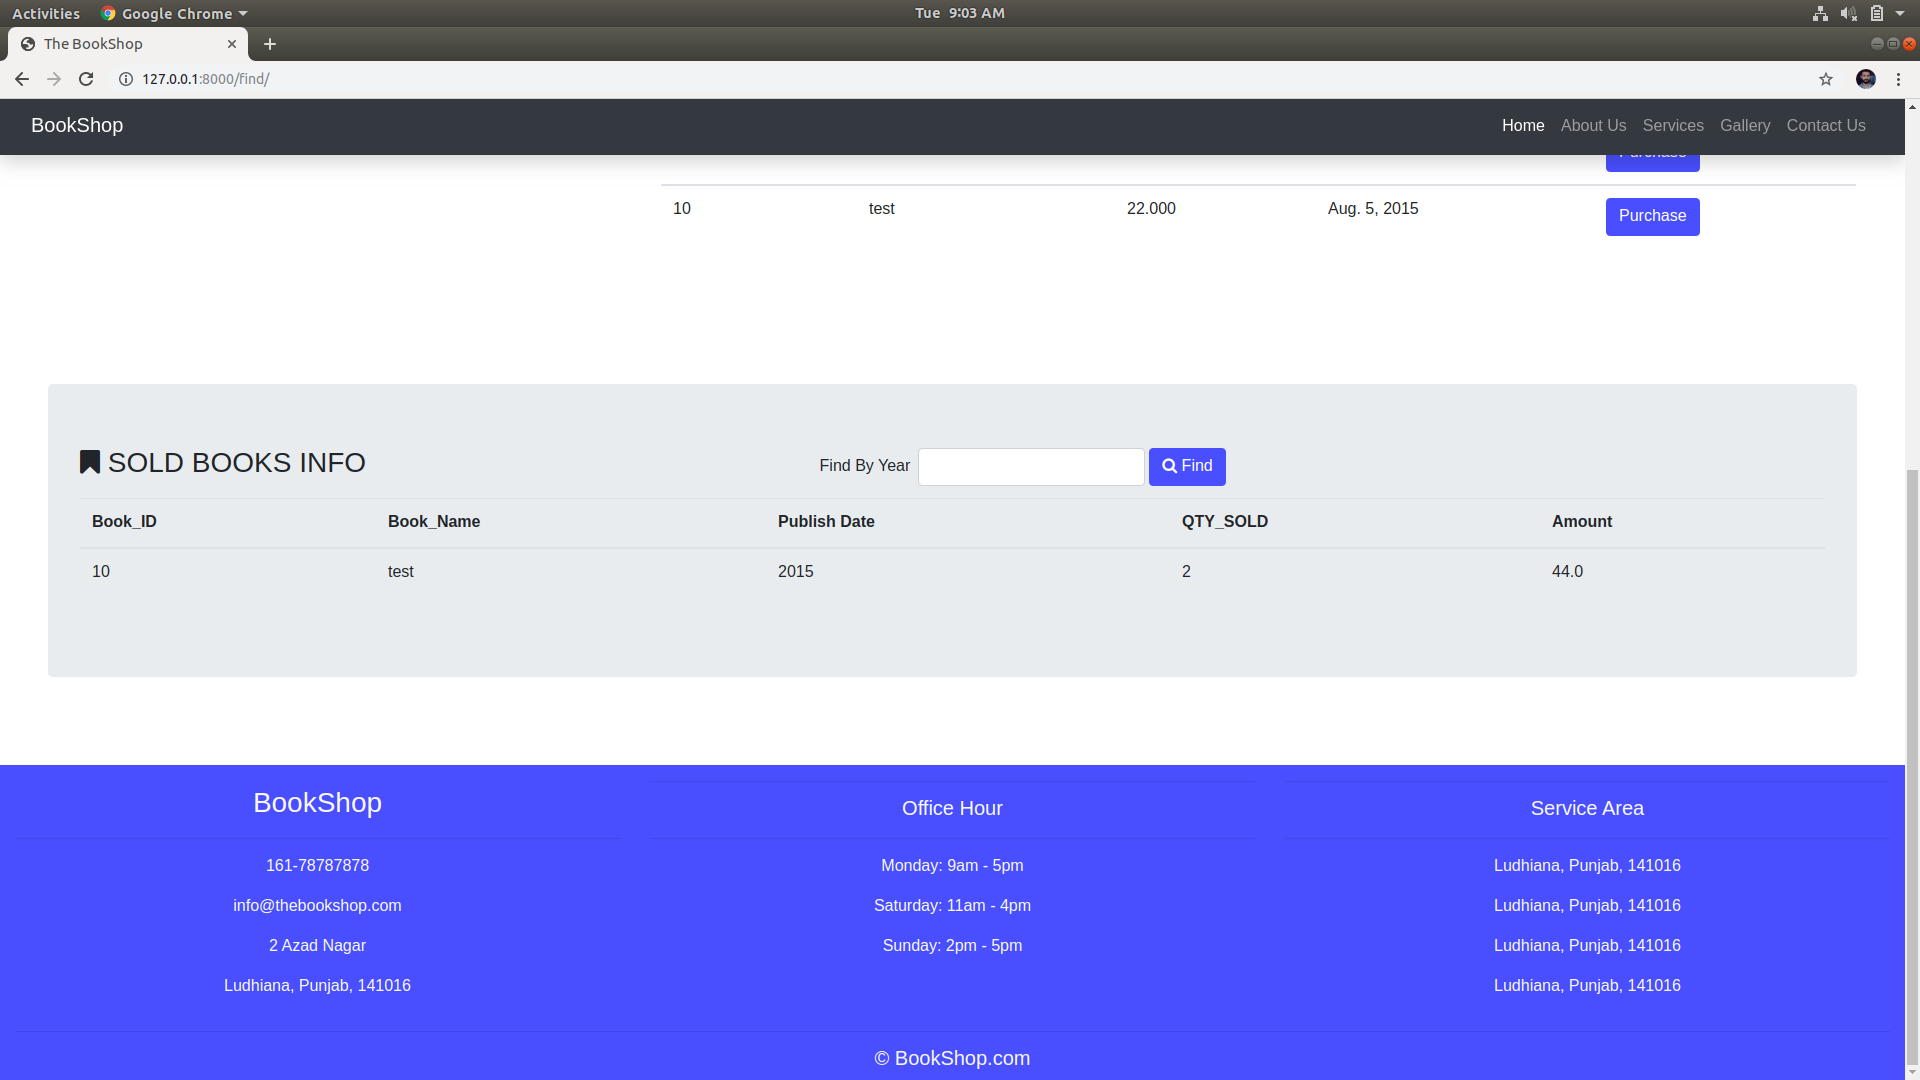 Activities Google Chrome Tue 9:03 AM
The BookShop
127.0.0.1:8000/find/
BookShop Home About Us Services Gallery Contact Us
Purchase
10 test 22.000 Aug. 5, 2015 Purchase
SOLD BOOKS INFO Find By Year Find
Book_ID Book_Name Publish Date QTY_SOLD Amount
10 test 2015 2 44.0
BookShop Office Hour Service Area
161-78787878 Monday: 9am - 5pm Ludhiana, Punjab, 141016
info@thebookshop.com Saturday: 11am - 4pm Ludhiana, Punjab, 141016
2 Azad Nagar Sunday: 2pm - 5pm Ludhiana, Punjab, 141016
Ludhiana, Punjab, 141016 Ludhiana, Punjab, 141016
© BookShop.com